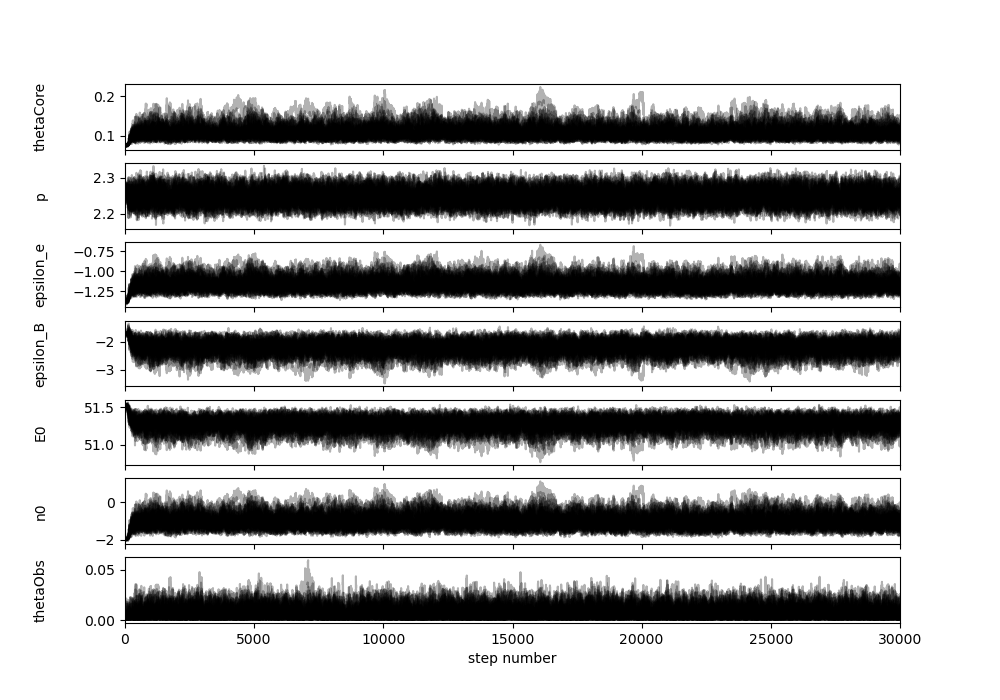 thetaCore
0.2
0.1
p
2.3
2.2
epsilon_e
−0.75
−1.00
−1.25
epsilon_B
−2
−3
E0
51.5
51.0
n0
0
−2
thetaObs
0.05
0.00
0 5000 10000 15000 20000 25000 30000
step number